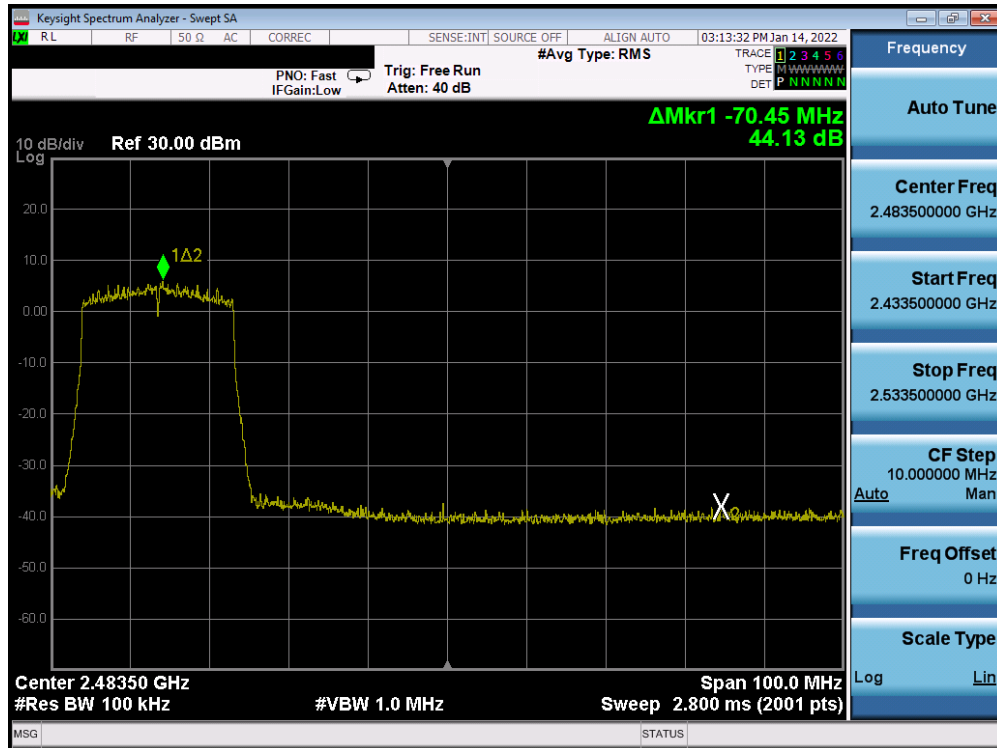 Keysight Spectrum Analyzer - Swept SA
LXI RL RF 50 Ω AC CORREC SENSE:INT SOURCE OFF ALIGN AUTO 03:13:32 PM Jan 14, 2022
#Avg Type: RMS
TRACE 1 2 3 4 5 6
PNO: Fast Trig: Free Run
TYPE M WWWWW
IFGain:Low Atten: 40 dB
DET P N N N N N
ΔMkr1 -70.45 MHz
44.13 dB
10 dB/div Ref 30.00 dBm
Log
20.0
10.0
1Δ2
0.00
-10.0
-20.0
-30.0
-40.0
X2
-50.0
-60.0
Center 2.48350 GHz Span 100.0 MHz
#Res BW 100 kHz #VBW 1.0 MHz Sweep 2.800 ms (2001 pts)
MSG STATUS
Frequency
Auto Tune
Center Freq
2.483500000 GHz
Start Freq
2.433500000 GHz
Stop Freq
2.533500000 GHz
CF Step
10.000000 MHz
Auto Man
Freq Offset
0 Hz
Scale Type
Log Lin